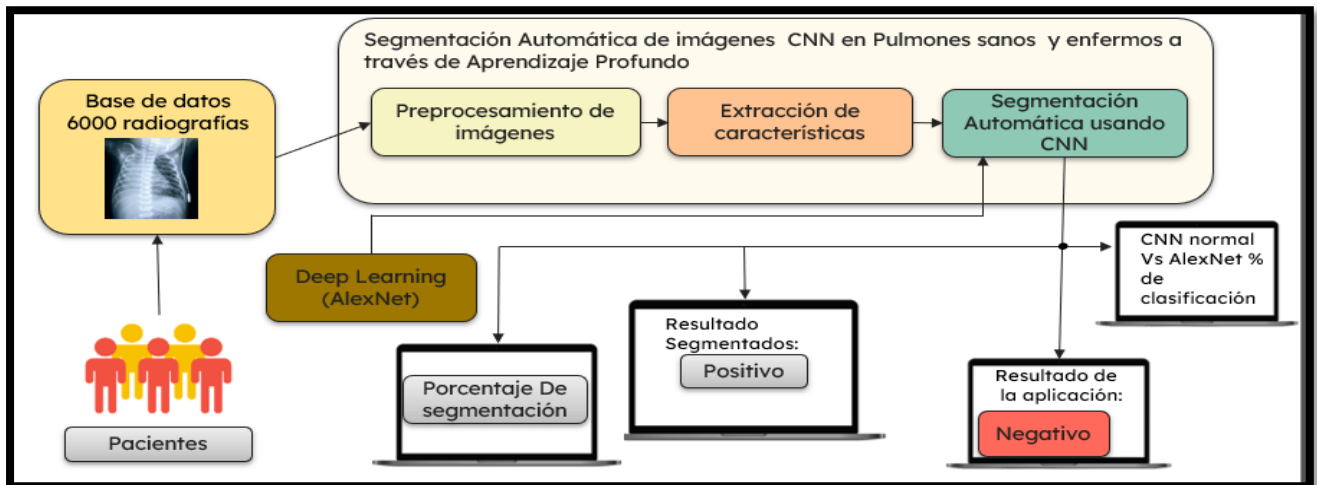 Segmentación Automática de imágenes CNN en Pulmones sanos y enfermos a
través de Aprendizaje Profundo
Base de datos
6000 radiografías
Preprocesamiento de
imágenes
Extracción de
características
Segmentación
Automática usando
CNN
Deep Learning
(AlexNet)
CNN normal
Vs AlexNet %
de
clasificación
Resultado
Segmentados:
Positivo
Porcentaje De
segmentación
Resultado de
la aplicación:
Negativo
Pacientes